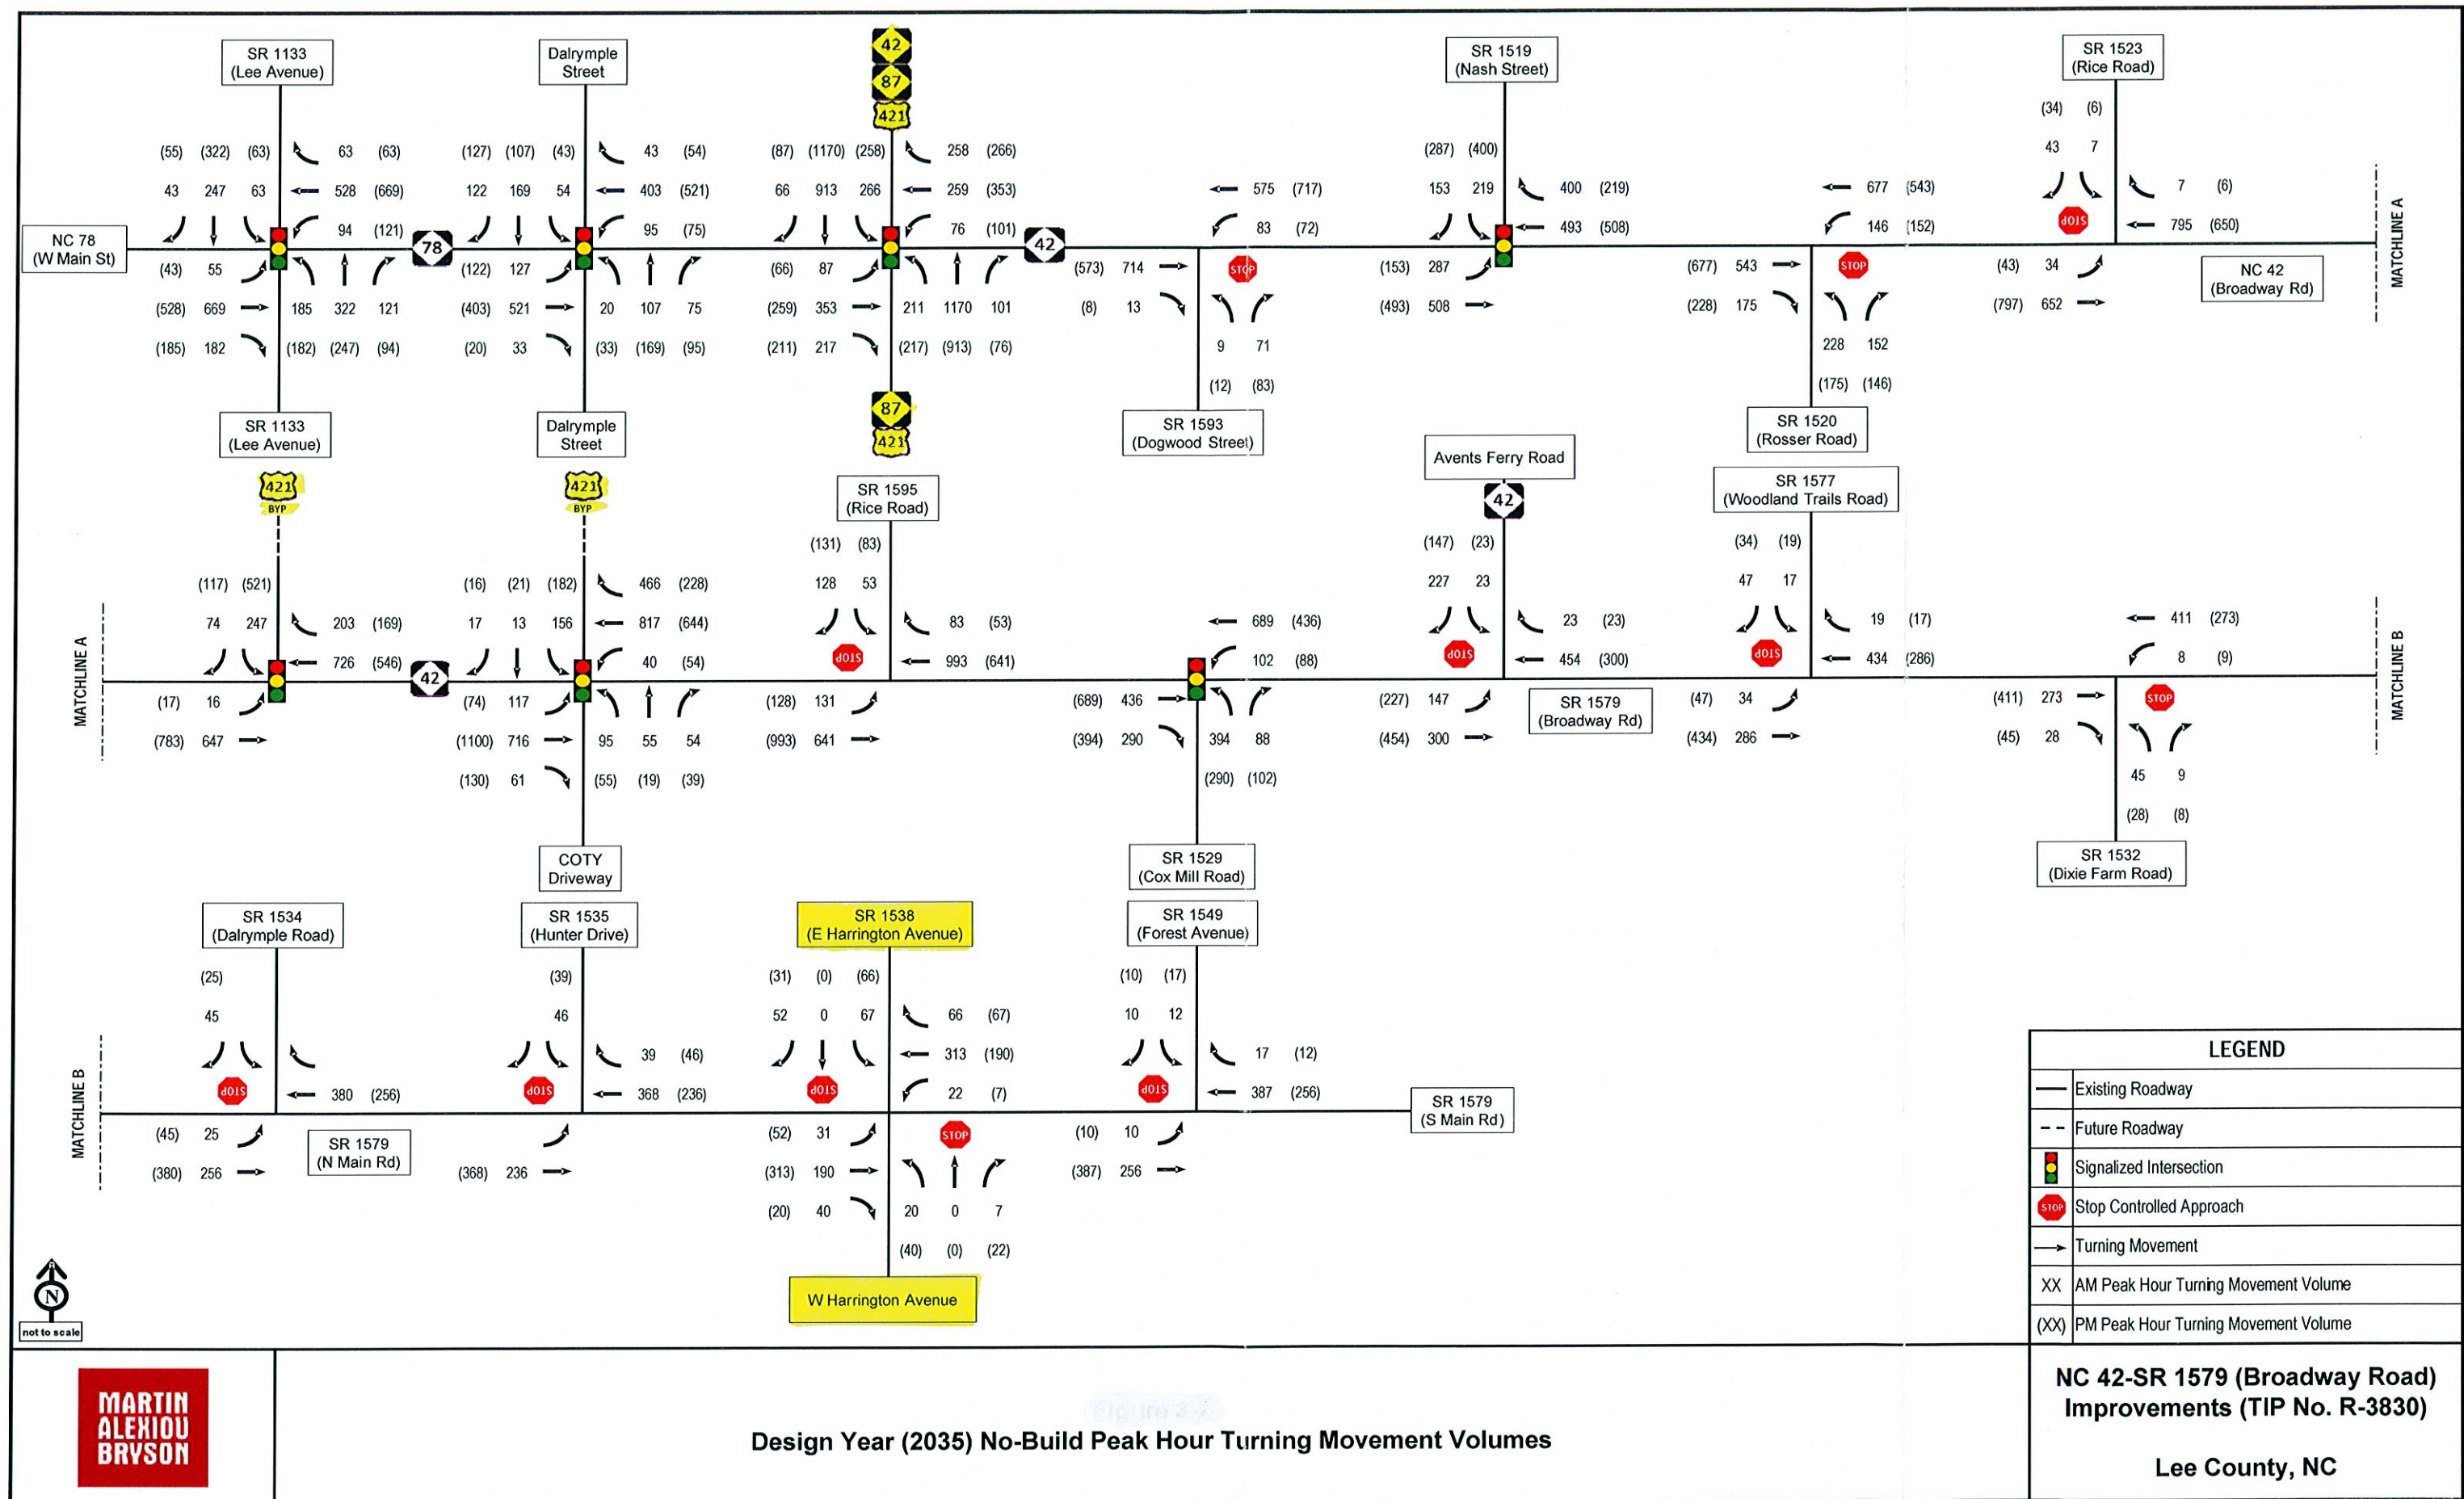 SR 1133
(Lee Avenue)
Dalrymple
Street
42
87
421
SR 1519
(Nash Street)
SR 1523
(Rice Road)
(34) (6)
43 7
(55) (322) (63) 63 (63)
43 247 63 528 (669)
94 (121)
(127) (107) (43) 43 (54)
122 169 54 403 (521)
95 (75)
(87) (1170) (258) 258 (266)
66 913 266 259 (353)
76 (101)
575 (717)
83 (72)
(287) (400)
153 219 400 (219)
493 (508)
677 (543)
146 (152)
7 (6)
STOP
795 (650)
MATCHLINE A
NC 78
(W Main St)
78
42
(43) 55
(528) 669 185 322 121
(185) 182 (182) (247) (94)
(122) 127
(403) 521 20 107 75
(20) 33 (33) (169) (95)
(66) 87
(259) 353 211 1170 101
(211) 217 (217) (913) (76)
(573) 714 STOP
(8) 13
9 71
(12) (83)
(153) 287
(493) 508
(677) 543 STOP
(228) 175
228 152
(175) (146)
(43) 34
(797) 652
NC 42
(Broadway Rd)
SR 1133
(Lee Avenue)
Dalrymple
Street
87
421
SR 1593
(Dogwood Street)
SR 1520
(Rosser Road)
421
BYP
421
BYP
SR 1595
(Rice Road)
Avents Ferry Road
42
SR 1577
(Woodland Trails Road)
MATCHLINE A
(117) (521)
74 247 203 (169)
726 (546)
42
(16) (21) (182) 466 (228)
17 13 156 817 (644)
40 (54)
(131) (83)
128 53
83 (53)
STOP
993 (641)
689 (436)
102 (88)
(147) (23)
227 23
23 (23)
STOP
454 (300)
(34) (19)
47 17
19 (17)
STOP
434 (286)
411 (273)
8 (9)
MATCHLINE B
(17) 16
(783) 647
(74) 117
(1100) 716 95 55 54
(130) 61 (55) (19) (39)
(128) 131
(993) 641
(689) 436
(394) 290 394 88
(290) (102)
(227) 147
(454) 300
SR 1579
(Broadway Rd)
(47) 34
(434) 286
(411) 273 STOP
(45) 28
45 9
(28) (8)
COTY
Driveway
SR 1529
(Cox Mill Road)
SR 1532
(Dixie Farm Road)
SR 1534
(Dalrymple Road)
SR 1535
(Hunter Drive)
SR 1538
(E Harrington Avenue)
SR 1549
(Forest Avenue)
MATCHLINE B
(25)
45
STOP
380 (256)
(39)
46
39 (46)
STOP
368 (236)
(31) (0) (66)
52 0 67 66 (67)
313 (190)
STOP
22 (7)
(10) (17)
10 12
17 (12)
STOP
387 (256)
SR 1579
(S Main Rd)
(45) 25
(380) 256
SR 1579
(N Main Rd)
(368) 236
(52) 31 STOP
(313) 190
(20) 40 20 0 7
(40) (0) (22)
(10) 10
(387) 256
W Harrington Avenue
LEGEND
Existing Roadway
Future Roadway
Signalized Intersection
STOP Stop Controlled Approach
Turning Movement
XX AM Peak Hour Turning Movement Volume
(XX) PM Peak Hour Turning Movement Volume
N
not to scale
MARTIN
ALEXIOU
BRYSON
Design Year (2035) No-Build Peak Hour Turning Movement Volumes
NC 42-SR 1579 (Broadway Road)
Improvements (TIP No. R-3830)
Lee County, NC